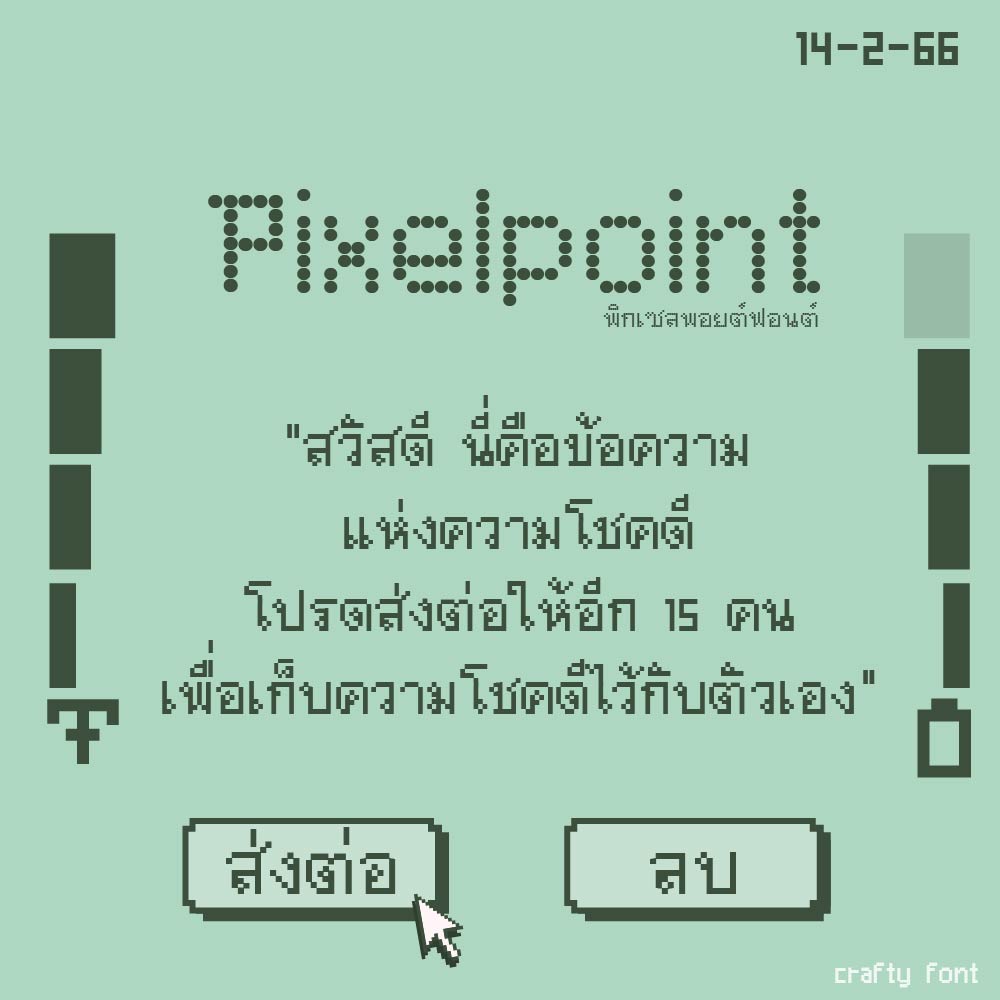 14-2-66
Pixelpoint
พิกเซลพอยต์ฟอนต์
"สวัสดี นี่คือข้อความ
แห่งความโชคดี
โปรดส่งต่อให้อีก 15 คน
เพื่อเก็บความโชคดีไว้กับตัวเอง"
ส่งต่อ
ลบ
crafty font